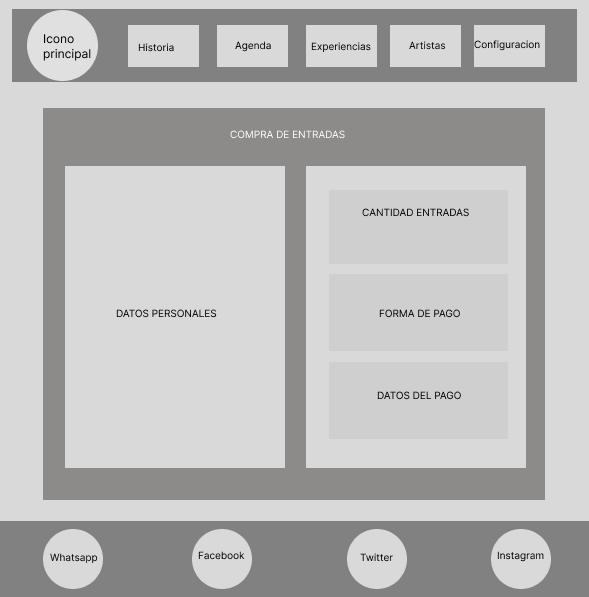 Icono
principal
Historia
Agenda
Experiencias
Artistas
Configuracion
COMPRA DE ENTRADAS
DATOS PERSONALES
CANTIDAD ENTRADAS
FORMA DE PAGO
DATOS DEL PAGO
Whatsapp
Facebook
Twitter
Instagram